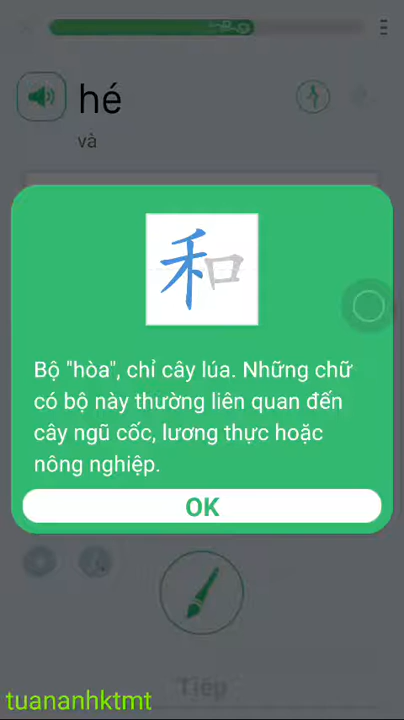 hé
và
和
Bộ "hòa", chỉ cây lúa. Những chữ
có bộ này thường liên quan đến
cây ngũ cốc, lương thực hoặc
nông nghiệp.
OK
Tiếp
tuananhktmt